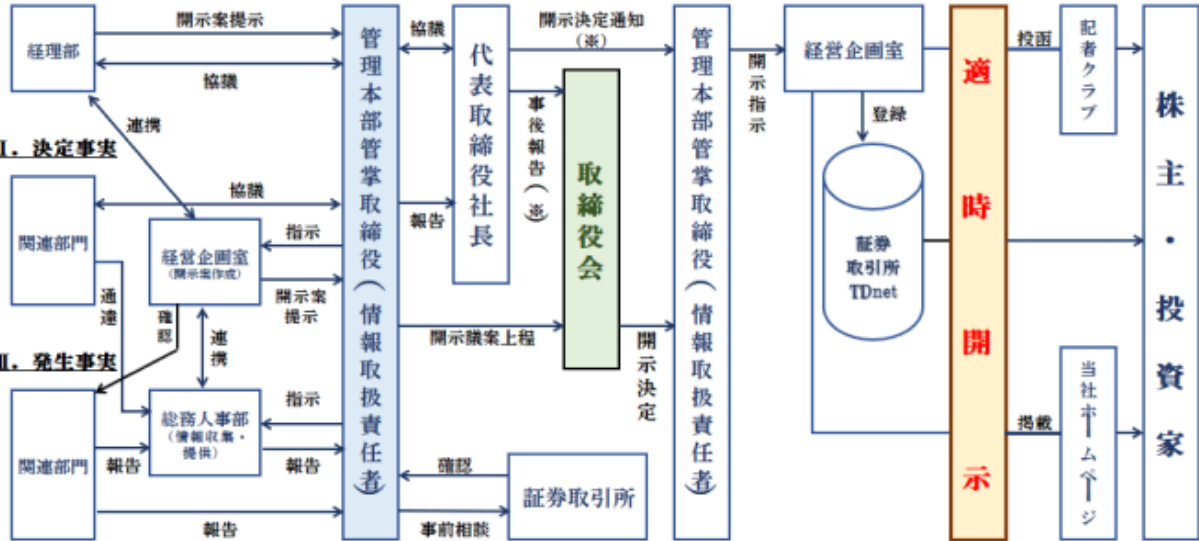 経理部
開示案提示
協議
連携
Ⅰ．決定事実
関連部門
協議
経営企画室
（開示案作成）
指示
開示案
提示
通達
確認
連携
Ⅱ．発生事実
関連部門
総務人事部
（情報収集・
提供）
指示
報告
報告
報告
管理本部管掌取締役（情報取扱責任者）
協議
報告
代表取締役社長
開示決定通知
（※）
事後報告（※）
取締役会
開示議案上程
開示決定
確認
事前相談
証券取引所
管理本部管掌取締役（情報取扱責任者）
開示指示
経営企画室
登録
証券
取引所
TDnet
適時開示
投函
記者クラブ
掲載
当社ホームページ
株主・投資家